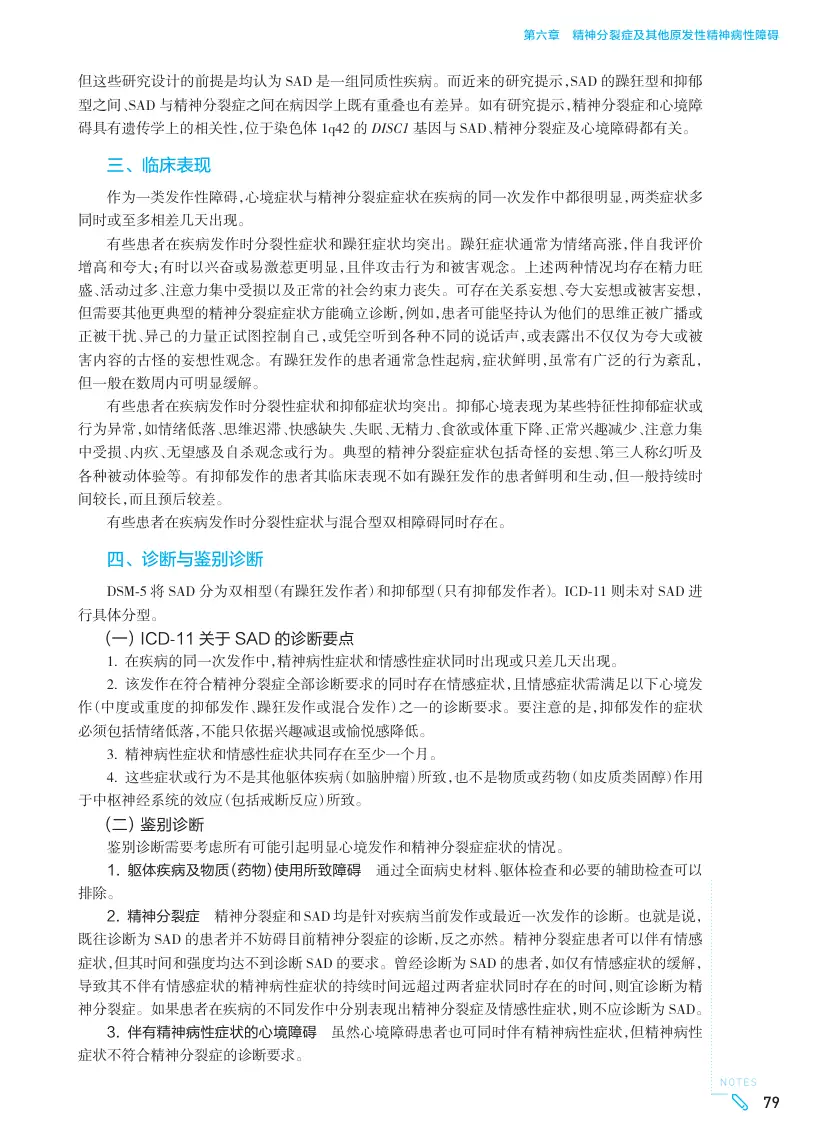 第六章　精神分裂症及其他原发性精神病性障碍
但这些研究设计的前提是均认为 SAD 是一组同质性疾病。而近来的研究提示,SAD 的躁狂型和抑郁
型之间、SAD 与精神分裂症之间在病因学上既有重叠也有差异。如有研究提示,精神分裂症和心境障
碍具有遗传学上的相关性,位于染色体 1q42 的 DISC1 基因与 SAD、精神分裂症及心境障碍都有关。
三、临床表现
作为一类发作性障碍,心境症状与精神分裂症症状在疾病的同一次发作中都很明显,两类症状多
同时或至多相差几天出现。
有些患者在疾病发作时分裂性症状和躁狂症状均突出。躁狂症状通常为情绪高涨,伴自我评价
增高和夸大;有时以兴奋或易激惹更明显,且伴攻击行为和被害观念。上述两种情况均存在精力旺
盛、活动过多、注意力集中受损以及正常的社会约束力丧失。可存在关系妄想、夸大妄想或被害妄想,
但需要其他更典型的精神分裂症症状方能确立诊断,例如,患者可能坚持认为他们的思维正被广播或
正被干扰、异己的力量正试图控制自己,或凭空听到各种不同的说话声,或表露出不仅仅为夸大或被
害内容的古怪的妄想性观念。有躁狂发作的患者通常急性起病,症状鲜明,虽常有广泛的行为紊乱,
但一般在数周内可明显缓解。
有些患者在疾病发作时分裂性症状和抑郁症状均突出。抑郁心境表现为某些特征性抑郁症状或
行为异常,如情绪低落、思维迟滞、快感缺失、失眠、无精力、食欲或体重下降、正常兴趣减少、注意力集
中受损、内疚、无望感及自杀观念或行为。典型的精神分裂症症状包括奇怪的妄想、第三人称幻听及
各种被动体验等。有抑郁发作的患者其临床表现不如有躁狂发作的患者鲜明和生动,但一般持续时
间较长,而且预后较差。
有些患者在疾病发作时分裂性症状与混合型双相障碍同时存在。
四、诊断与鉴别诊断
DSM-5 将 SAD 分为双相型(有躁狂发作者)和抑郁型(只有抑郁发作者)。ICD-11 则未对 SAD 进
行具体分型。
(一) ICD-11 关于 SAD 的诊断要点
1. 在疾病的同一次发作中,精神病性症状和情感性症状同时出现或只差几天出现。
2. 该发作在符合精神分裂症全部诊断要求的同时存在情感症状,且情感症状需满足以下心境发
作(中度或重度的抑郁发作、躁狂发作或混合发作)之一的诊断要求。要注意的是,抑郁发作的症状
必须包括情绪低落,不能只依据兴趣减退或愉悦感降低。
3. 精神病性症状和情感性症状共同存在至少一个月。
4. 这些症状或行为不是其他躯体疾病(如脑肿瘤)所致,也不是物质或药物(如皮质类固醇)作用
于中枢神经系统的效应(包括戒断反应)所致。
(二) 鉴别诊断
鉴别诊断需要考虑所有可能引起明显心境发作和精神分裂症症状的情况。
1. 躯体疾病及物质(药物)使用所致障碍　通过全面病史材料、躯体检查和必要的辅助检查可以
排除。
2. 精神分裂症　精神分裂症和 SAD 均是针对疾病当前发作或最近一次发作的诊断。也就是说,
既往诊断为 SAD 的患者并不妨碍目前精神分裂症的诊断,反之亦然。精神分裂症患者可以伴有情感
症状,但其时间和强度均达不到诊断 SAD 的要求。曾经诊断为 SAD 的患者,如仅有情感症状的缓解,
导致其不伴有情感症状的精神病性症状的持续时间远超过两者症状同时存在的时间,则宜诊断为精
神分裂症。如果患者在疾病的不同发作中分别表现出精神分裂症及情感性症状,则不应诊断为 SAD。
3. 伴有精神病性症状的心境障碍　虽然心境障碍患者也可同时伴有精神病性症状,但精神病性
症状不符合精神分裂症的诊断要求。
NOTES
79